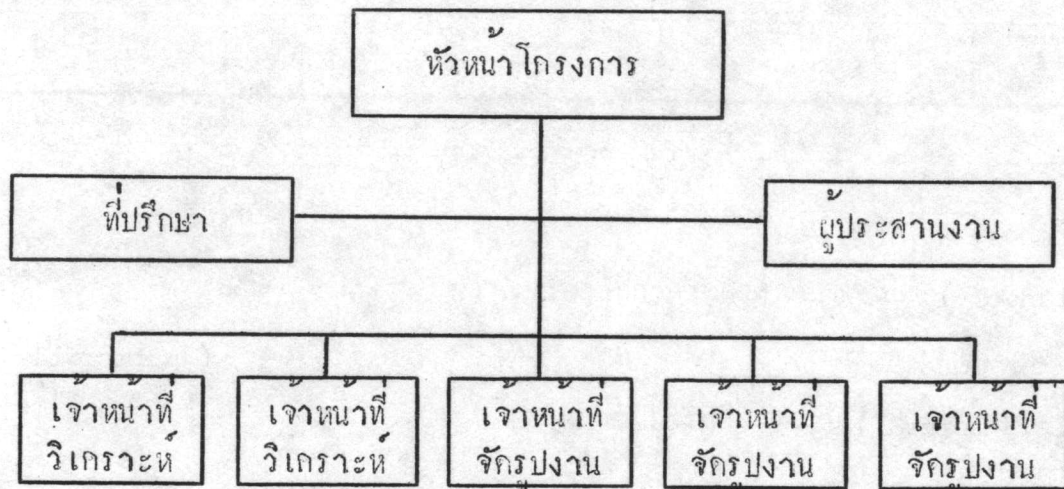 หัวหน้าโครงการ
ที่ปรึกษา
ผู้ประสานงาน
เจ้าหน้าที่
วิเคราะห์
เจ้าหน้าที่
วิเคราะห์
เจ้าหน้าที่
จัดรูปงาน
เจ้าหน้าที่
จัดรูปงาน
เจ้าหน้าที่
จัดรูปงาน